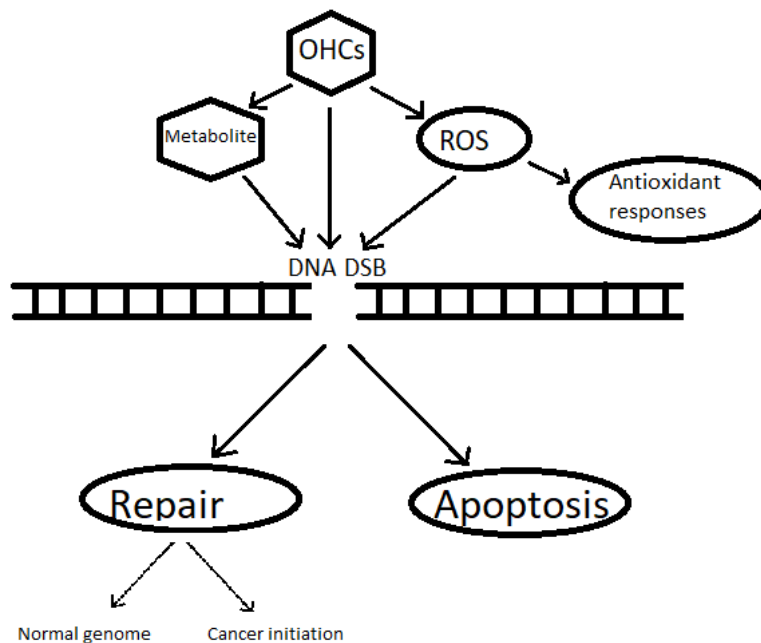 OHCs
Metabolite
ROS
Antioxidant
responses
DNA DSB
Repair
Apoptosis
Normal genome
Cancer initiation